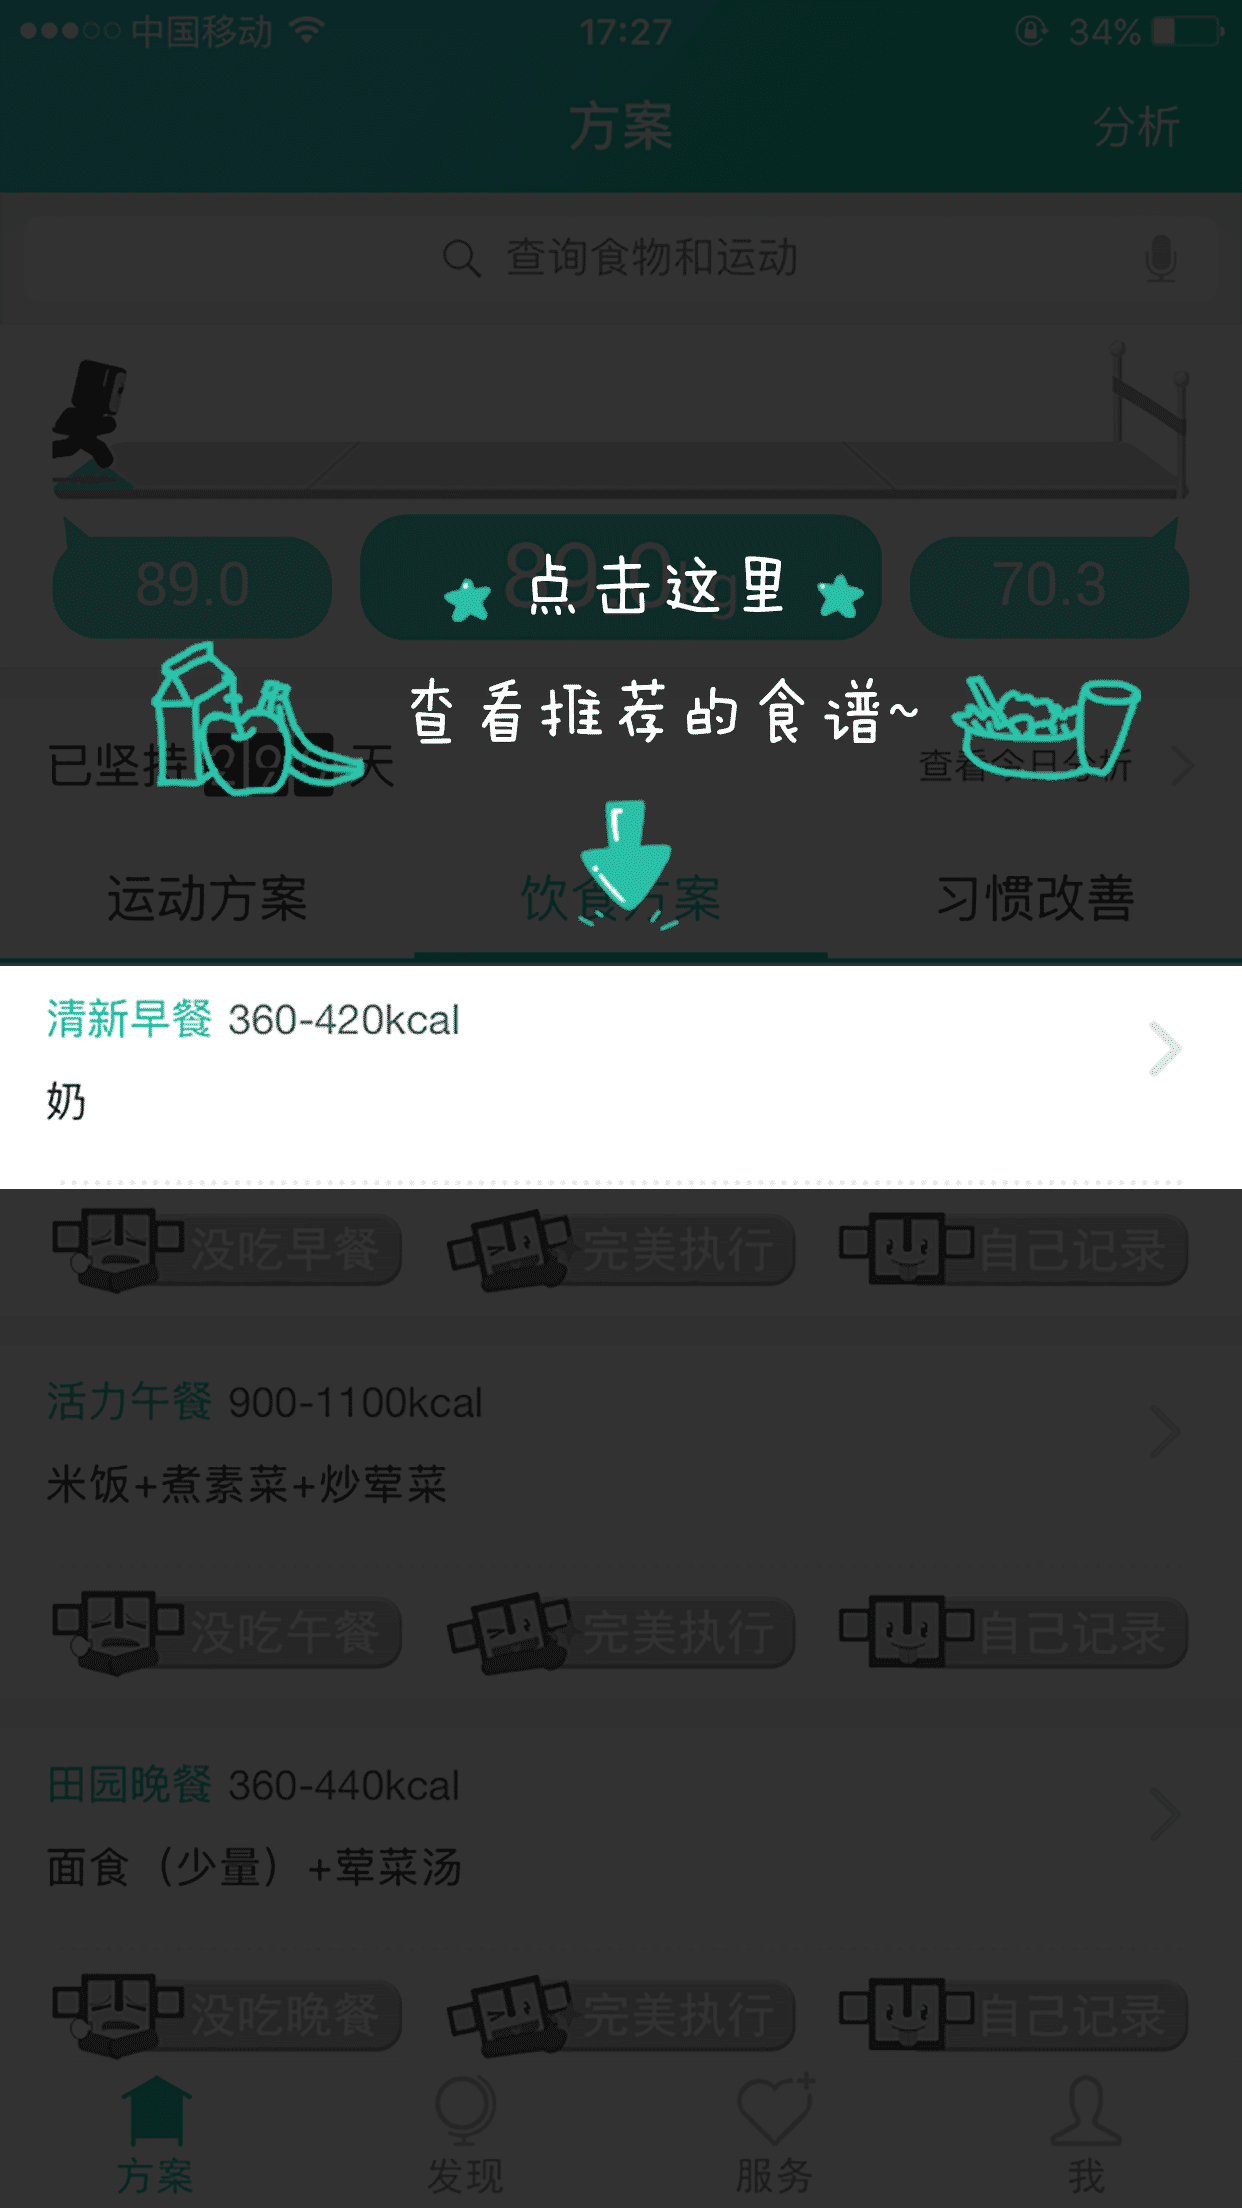 中国移动 17:27 34%
方案 分析
查询食物和运动
89.0 89.0kg 70.3
点击这里
查看推荐的食谱~
已坚持 天 查看今日分析
运动方案 饮食方案 习惯改善
清新早餐 360-420kcal
奶
没吃早餐 完美执行 自己记录
活力午餐 900-1100kcal
米饭+煮素菜+炒荤菜
没吃午餐 完美执行 自己记录
田园晚餐 360-440kcal
面食（少量）+荤菜汤
没吃晚餐 完美执行 自己记录
方案 发现 服务 我